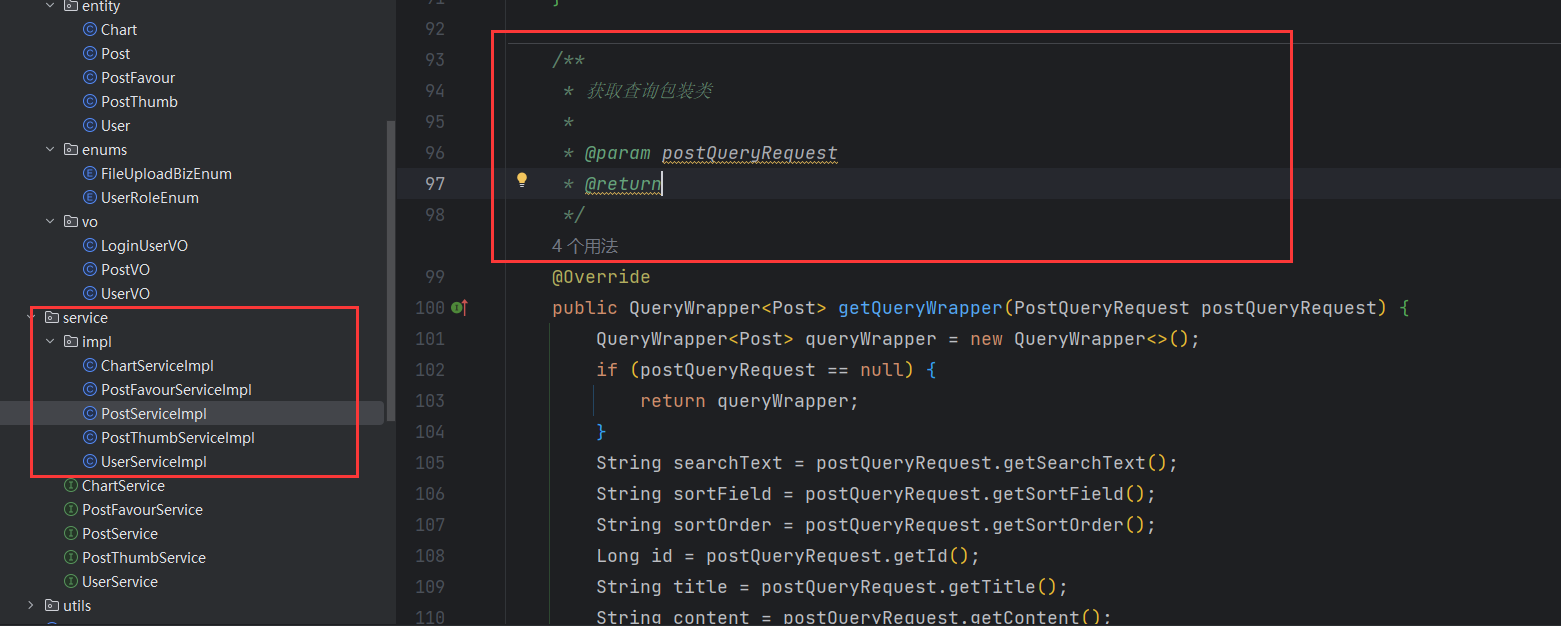 entity
Chart
Post
PostFavour
PostThumb
User
enums
FileUploadBizEnum
UserRoleEnum
vo
LoginUserVO
PostVO
UserVO
service
impl
ChartServiceImpl
PostFavourServiceImpl
PostServiceImpl
PostThumbServiceImpl
UserServiceImpl
ChartService
PostFavourService
PostService
PostThumbService
UserService
utils
91 }
92
93 /**
94 * 获取查询包装类
95 *
96 * @param postQueryRequest
97 * @return
98 */
4 个用法
99 @Override
100 public QueryWrapper<Post> getQueryWrapper(PostQueryRequest postQueryRequest) {
101 QueryWrapper<Post> queryWrapper = new QueryWrapper<>();
102 if (postQueryRequest == null) {
103 return queryWrapper;
104 }
105 String searchText = postQueryRequest.getSearchText();
106 String sortField = postQueryRequest.getSortField();
107 String sortOrder = postQueryRequest.getSortOrder();
108 Long id = postQueryRequest.getId();
109 String title = postQueryRequest.getTitle();
110 String content = postQueryRequest.getContent();